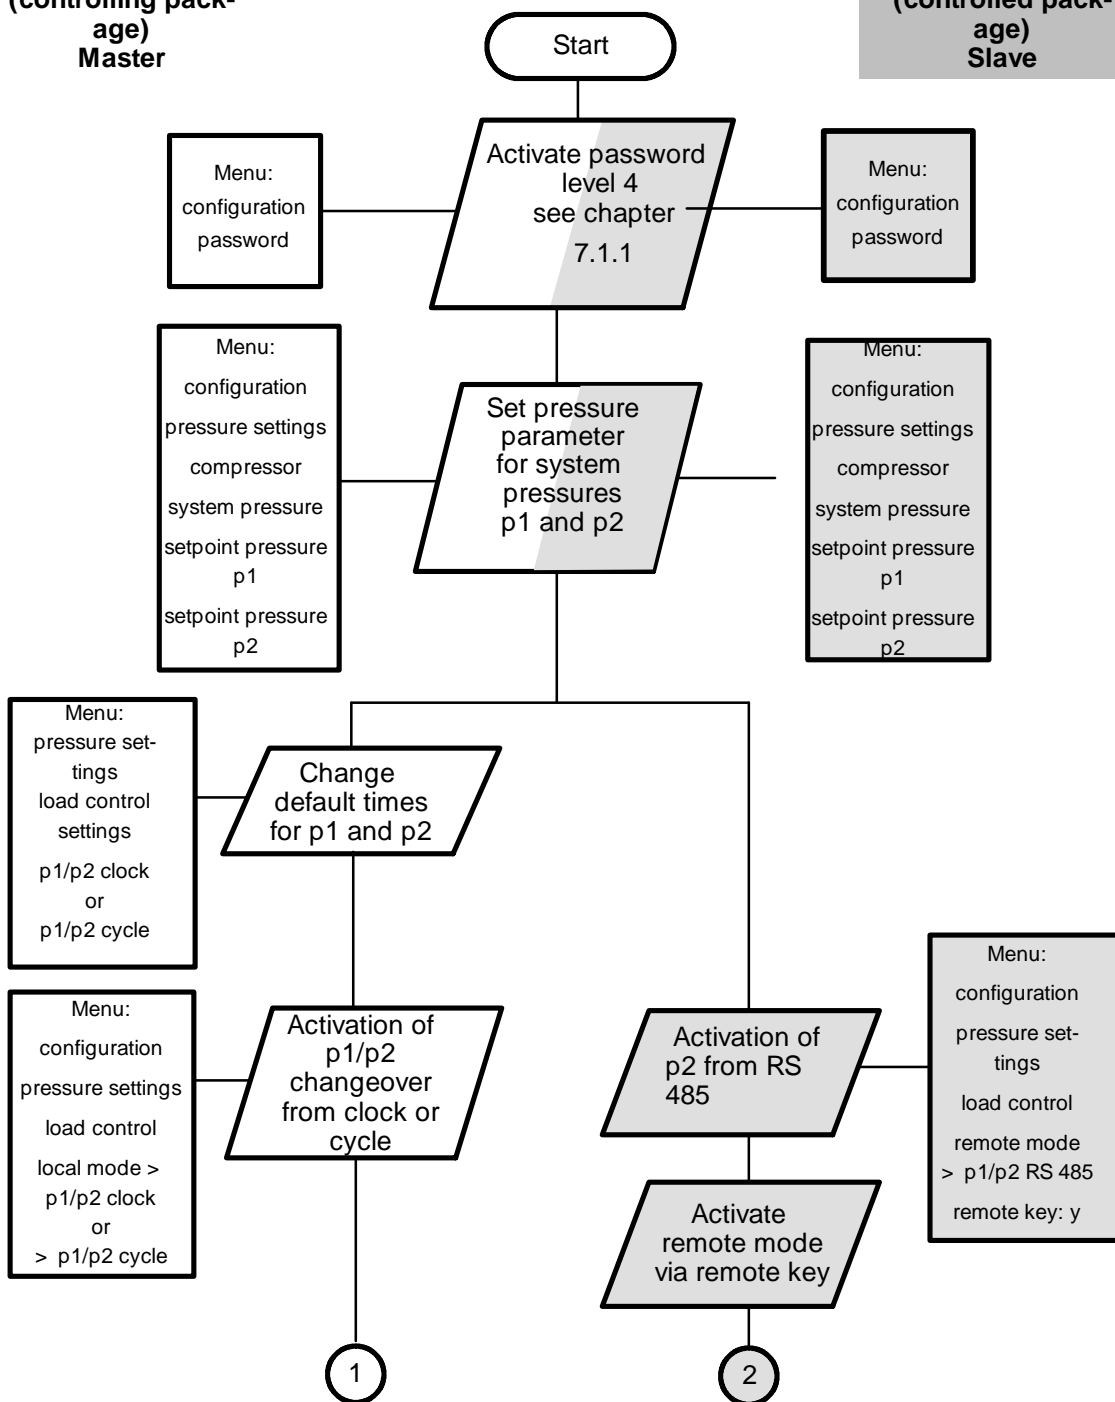 (controlling pack-
age)
Master
Start
(controlled pack-
age)
Slave
Menu:
configuration
password
Activate password
level 4
see chapter
7.1.1
Menu:
configuration
password
Menu:
configuration
pressure settings
compressor
system pressure
setpoint pressure
p1
setpoint pressure
p2
Set pressure
parameter
for system
pressures
p1 and p2
Menu:
configuration
pressure settings
compressor
system pressure
setpoint pressure
p1
setpoint pressure
p2
Menu:
pressure set-
tings
load control
settings
p1/p2 clock
or
p1/p2 cycle
Change
default times
for p1 and p2
Menu:
configuration
pressure settings
load control
local mode >
p1/p2 clock
or
> p1/p2 cycle
Activation of
p1/p2
changeover
from clock or
cycle
Activation of
p2 from RS
485
Menu:
configuration
pressure set-
tings
load control
remote mode
> p1/p2 RS 485
remote key: y
Activate
remote mode
via remote key
1
2